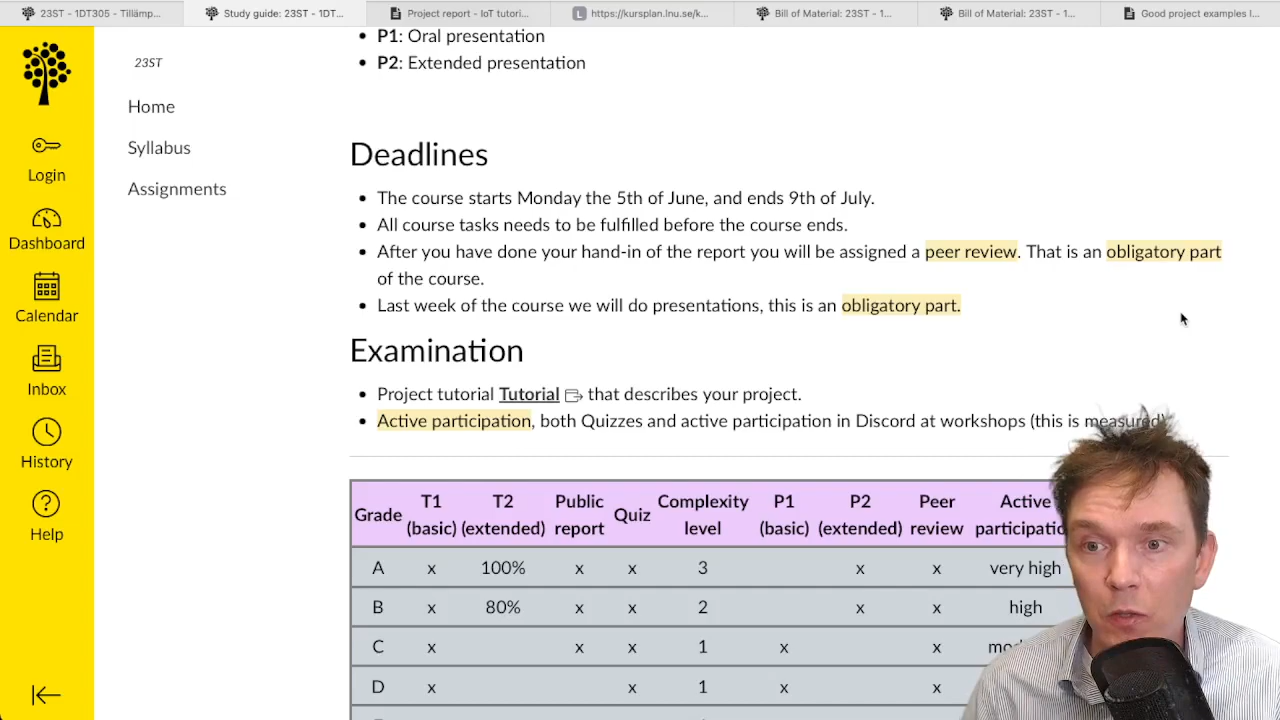 23ST - 1DT305 - Tillämp...
Study guide: 23ST - 1DT...
Project report - IoT tutori...
L https://kursplan.lnu.se/k...
Bill of Material: 23ST - 1...
Bill of Material: 23ST - 1...
Good project examples I...
Login
Dashboard
Calendar
Inbox
History
Help
23ST
Home
Syllabus
Assignments
• P1: Oral presentation
• P2: Extended presentation
Deadlines
• The course starts Monday the 5th of June, and ends 9th of July.
• All course tasks needs to be fulfilled before the course ends.
• After you have done your hand-in of the report you will be assigned a peer review. That is an obligatory part
of the course.
• Last week of the course we will do presentations, this is an obligatory part.
Examination
• Project tutorial Tutorial that describes your project.
• Active participation, both Quizzes and active participation in Discord at workshops (this is measured)
Grade T1 (basic) T2 (extended) Public report Quiz Complexity level P1 (basic) P2 (extended) Peer review Active
A x 100% x x 3 x x very high
B x 80% x x 2 x x high
C x x x 1 x x
D x x 1 x x